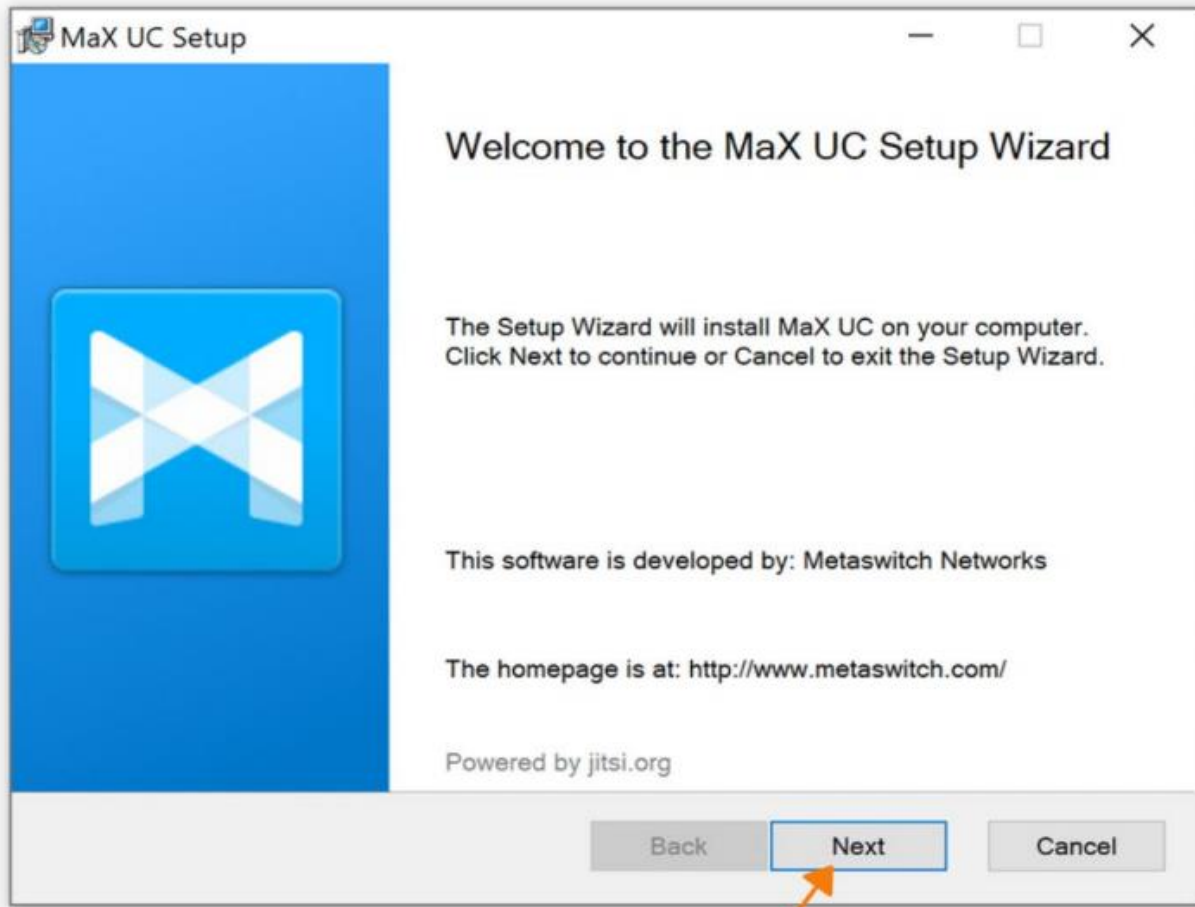 MaX UC Setup
Welcome to the MaX UC Setup Wizard
The Setup Wizard will install MaX UC on your computer.
Click Next to continue or Cancel to exit the Setup Wizard.
This software is developed by: Metaswitch Networks
The homepage is at: http://www.metaswitch.com/
Powered by jitsi.org
Back
Next
Cancel